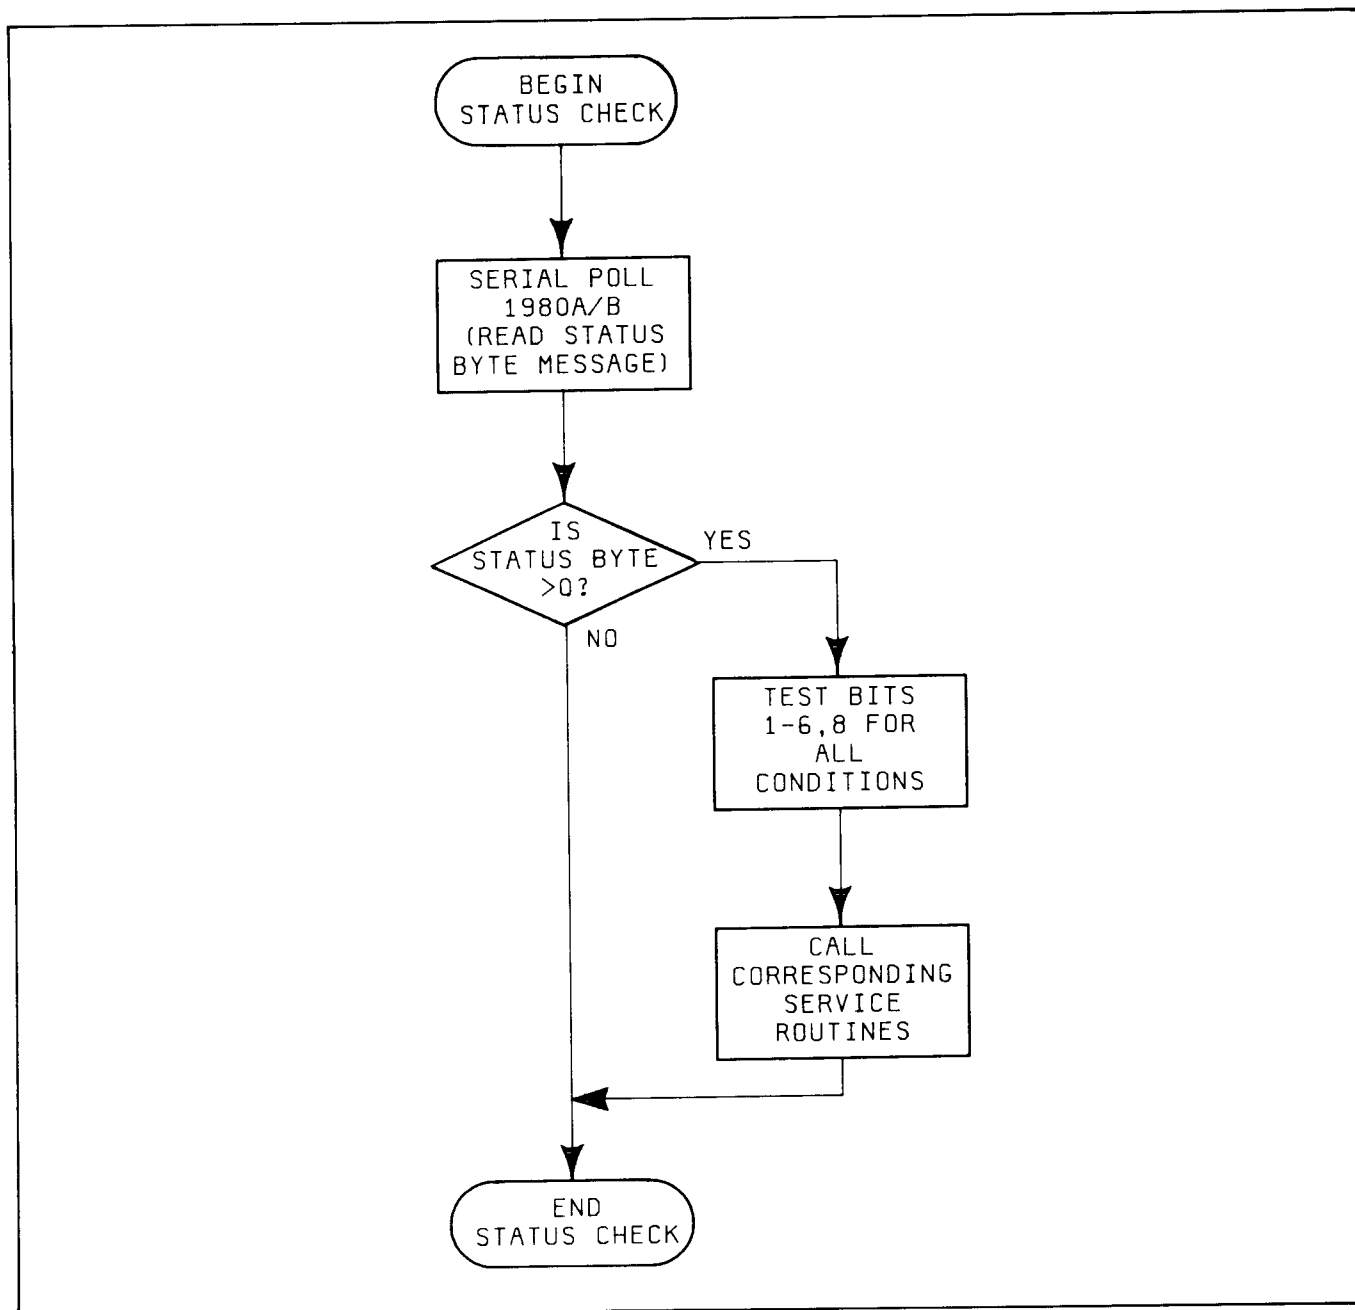 BEGIN
STATUS CHECK
SERIAL POLL
1980A/B
(READ STATUS
BYTE MESSAGE)
IS
STATUS BYTE
>0?
YES
NO
TEST BITS
1-6,8 FOR
ALL
CONDITIONS
CALL
CORRESPONDING
SERVICE
ROUTINES
END
STATUS CHECK